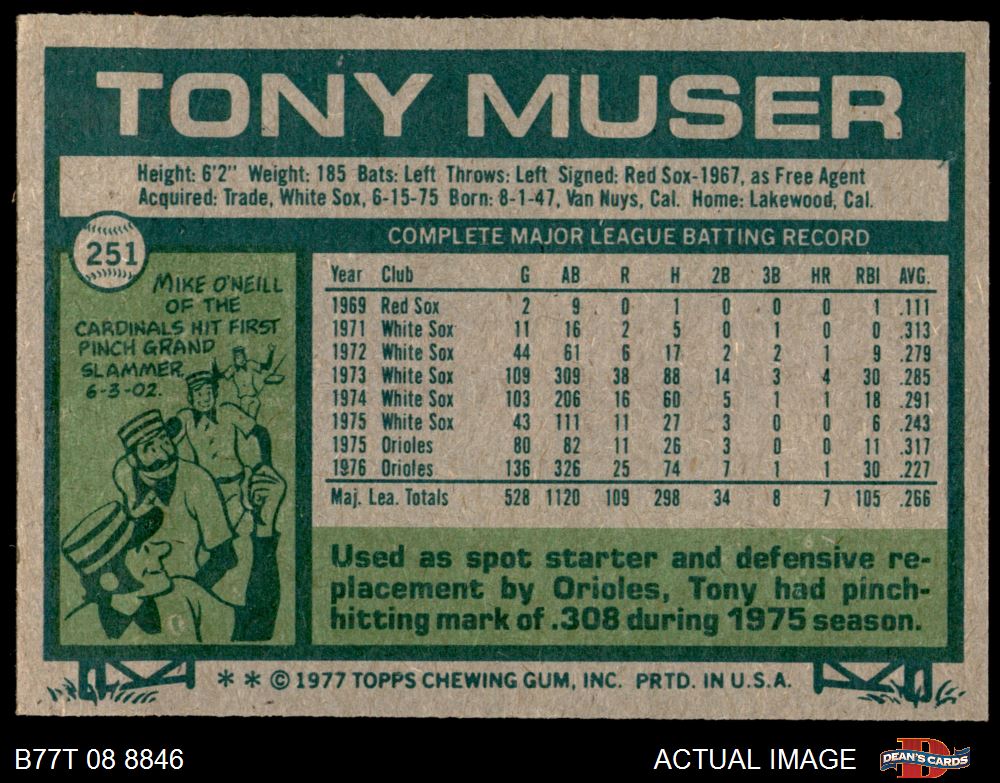 TONY MUSER
Height: 6'2" Weight: 185 Bats: Left Throws: Left Signed: Red Sox-1967, as Free Agent
Acquired: Trade, White Sox, 6-15-75 Born: 8-1-47, Van Nuys, Cal. Home: Lakewood, Cal.
251
MIKE O'NEILL
OF THE
CARDINALS HIT FIRST
PINCH GRAND
SLAMMER
6-3-02.
COMPLETE MAJOR LEAGUE BATTING RECORD
Year Club G AB R H 2B 3B HR RBI AVG.
1969 Red Sox 2 9 0 1 0 0 0 1 .111
1971 White Sox 11 16 2 5 0 1 0 0 .313
1972 White Sox 44 61 6 17 2 2 1 9 .279
1973 White Sox 109 309 38 88 14 3 4 30 .285
1974 White Sox 103 206 16 60 5 1 1 18 .291
1975 White Sox 43 111 11 27 3 0 0 6 .243
1975 Orioles 80 82 11 26 3 0 0 11 .317
1976 Orioles 136 326 25 74 7 1 1 30 .227
Maj. Lea. Totals 528 1120 109 298 34 8 7 105 .266
Used as spot starter and defensive re-
placement by Orioles, Tony had pinch-
hitting mark of .308 during 1975 season.
* * © 1977 TOPPS CHEWING GUM, INC. PRTD. IN U.S.A.
B77T 08 8846
ACTUAL IMAGE
D
DEAN'S CARDS